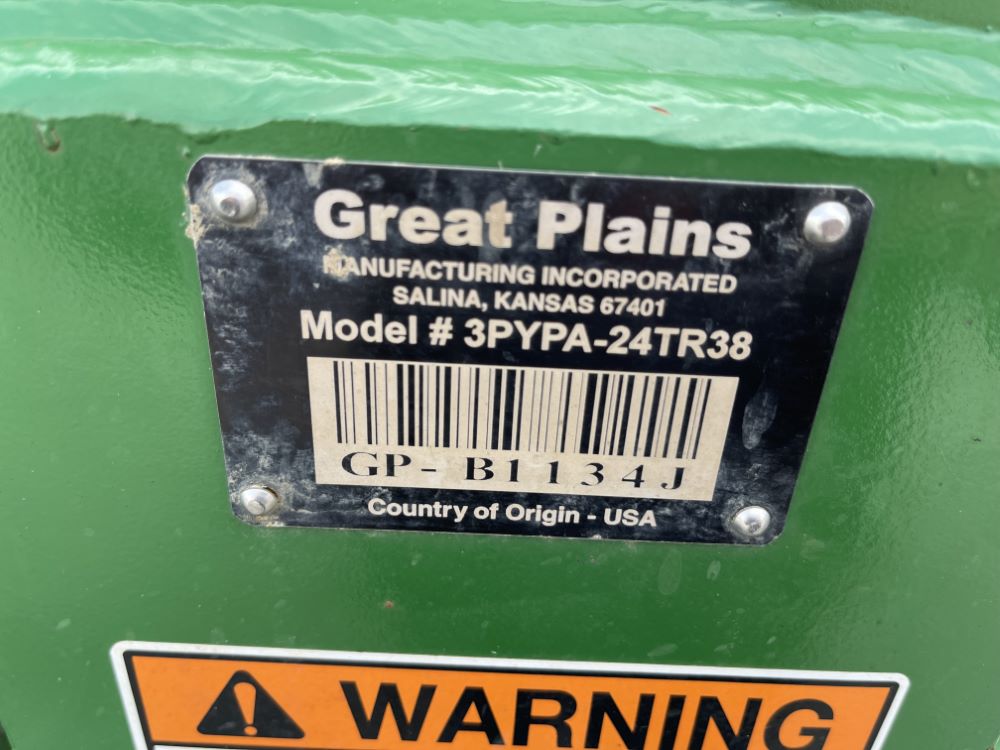 Great Plains
MANUFACTURING INCORPORATED
SALINA, KANSAS 67401
Model # 3PYPA-24TR38
GP- B1134J
Country of Origin - USA
WARNING